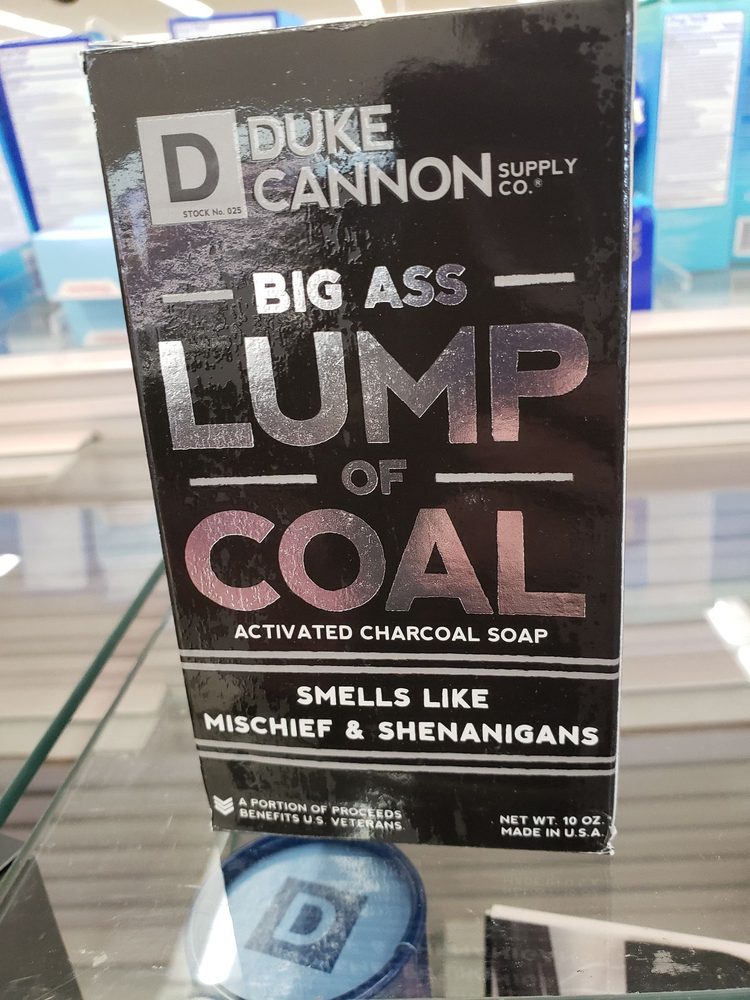 D
STOCK No. 025
DUKE
CANNON SUPPLY
CO.®
BIG ASS
LUMP
OF
COAL
ACTIVATED CHARCOAL SOAP
SMELLS LIKE
MISCHIEF & SHENANIGANS
A PORTION OF PROCEEDS
BENEFITS U.S. VETERANS
NET WT. 10 OZ.
MADE IN U.S.A.
D